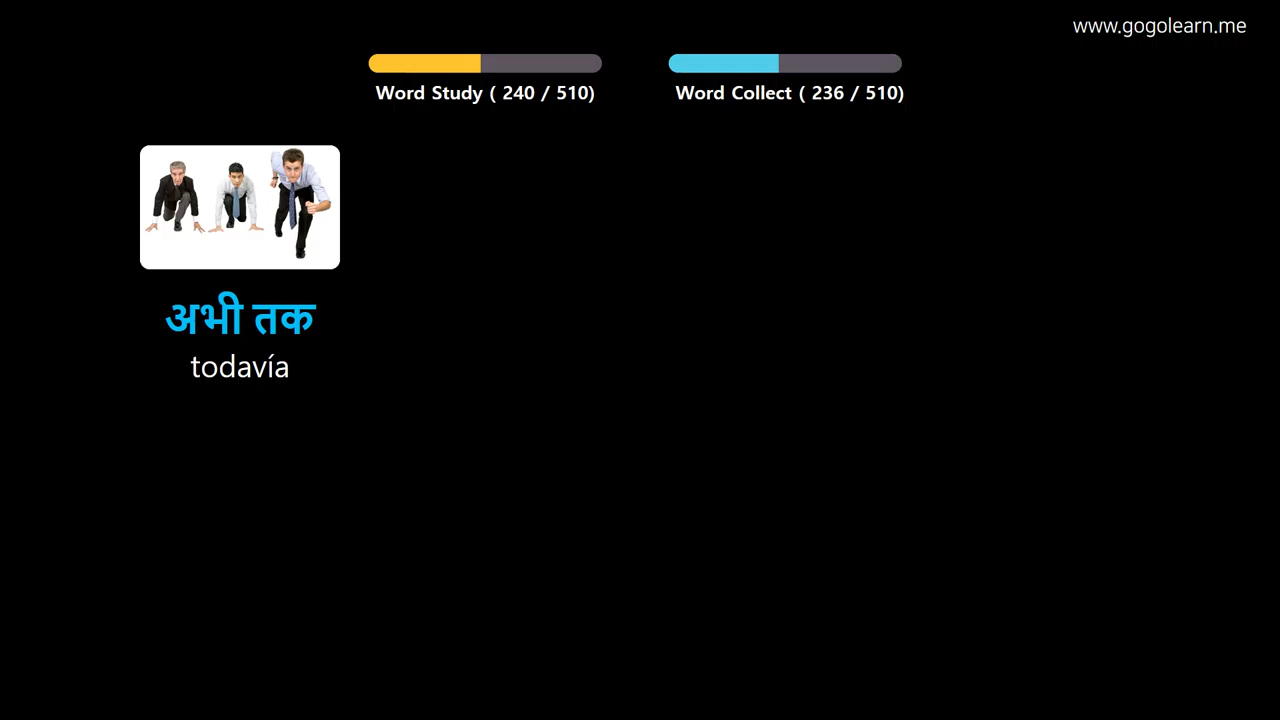 www.gogolearn.me
Word Study ( 240 / 510)
Word Collect ( 236 / 510)
अभी तक
todavía